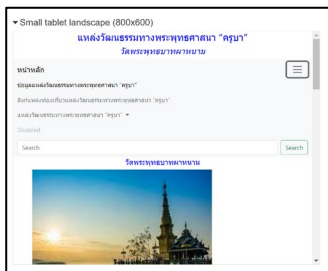 ▾ Small tablet landscape (800x600)
แหล่งวัฒนธรรมทางพระพุทธศาสนา "ครูบา"
วัดพระพุทธบาทผาหนาม
หน้าหลัก
ข้อมูลแหล่งวัฒนธรรมทางพระพุทธศาสนา "ครูบา"
ลิงก์แหล่งท่องเที่ยวแหล่งวัฒนธรรมทางพระพุทธศาสนา "ครูบา"
แหล่งวัฒนธรรมทางพระพุทธศาสนา "ครูบา" ▾
Disabled
Search Search
วัดพระพุทธบาทผาหนาม